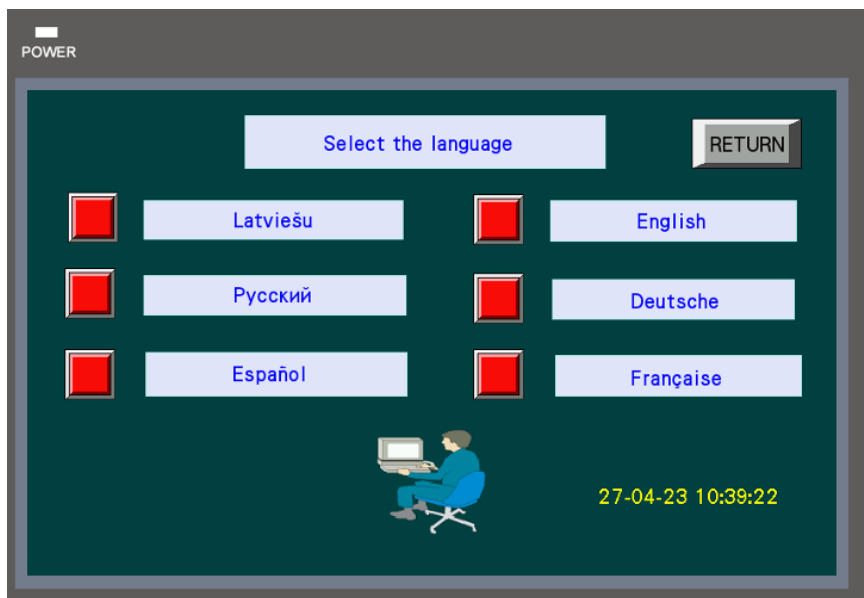 POWER
Select the language
RETURN
Latviešu
English
Русский
Deutsche
Español
Française
27-04-23 10:39:22